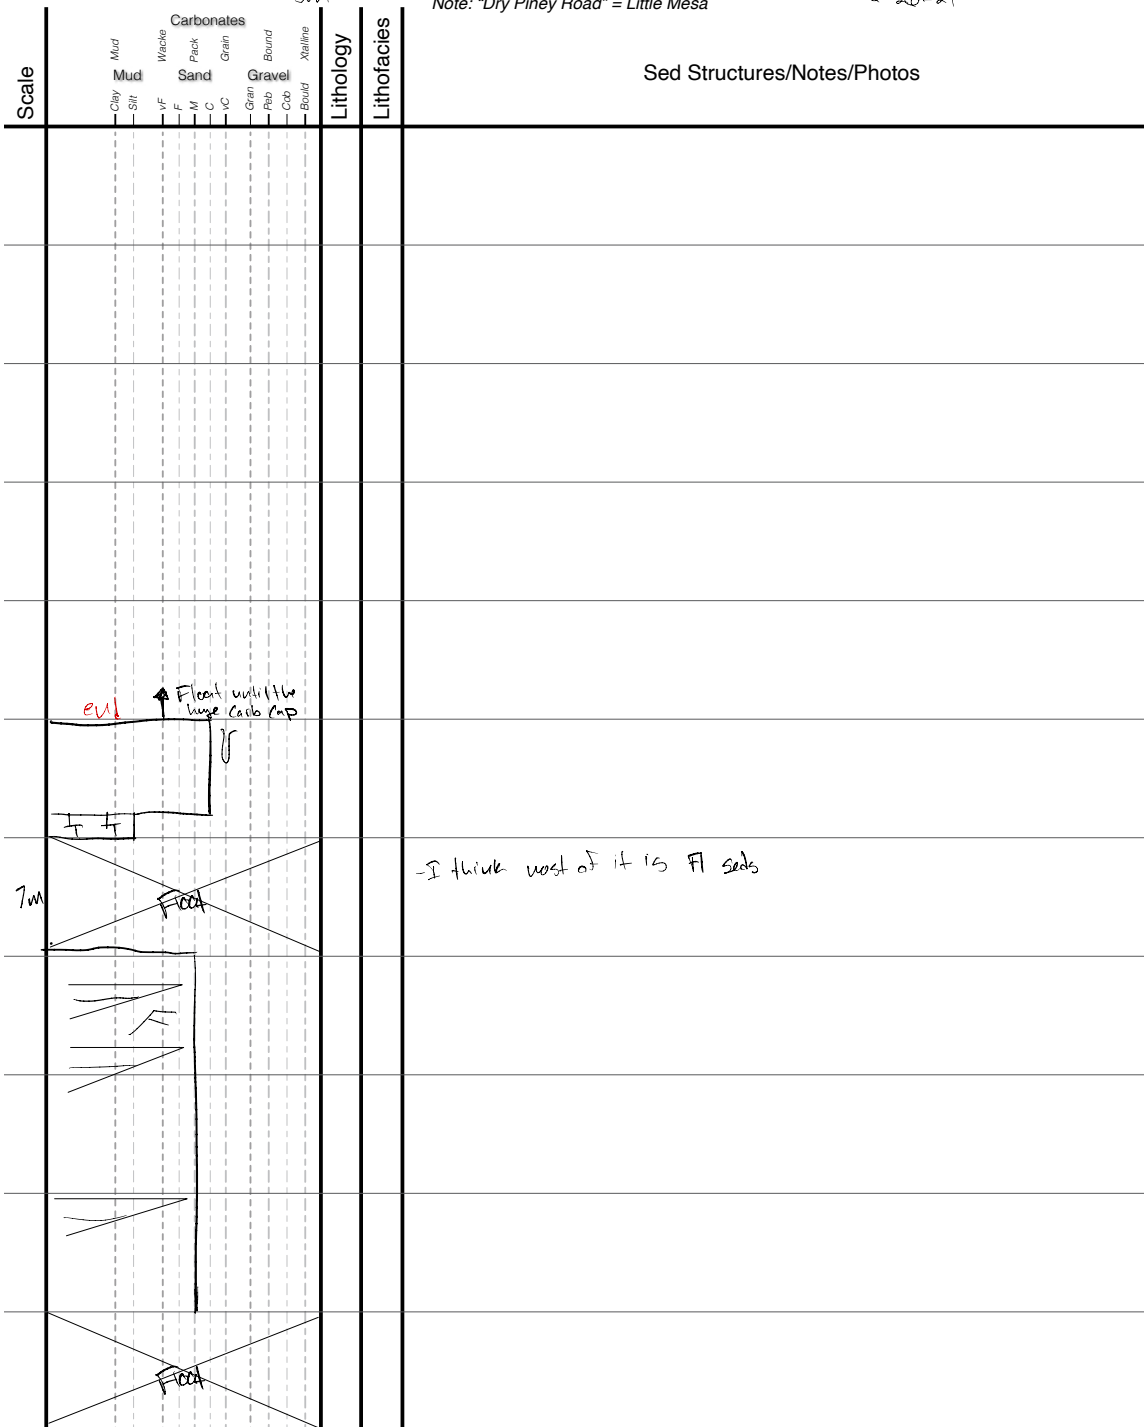 Note: "Dry Piney Road" = Little Mesa
Scale
Carbonates
Mud Wacke Pack Grain Bound Xtalline
Mud Sand Gravel
Clay Silt vF F M C vC Gran Peb Cob Bould
Lithology
Lithofacies
Sed Structures/Notes/Photos
end
Float until the
huge Carb Cap
-I think most of it is Fl seds
7m
Float
Float